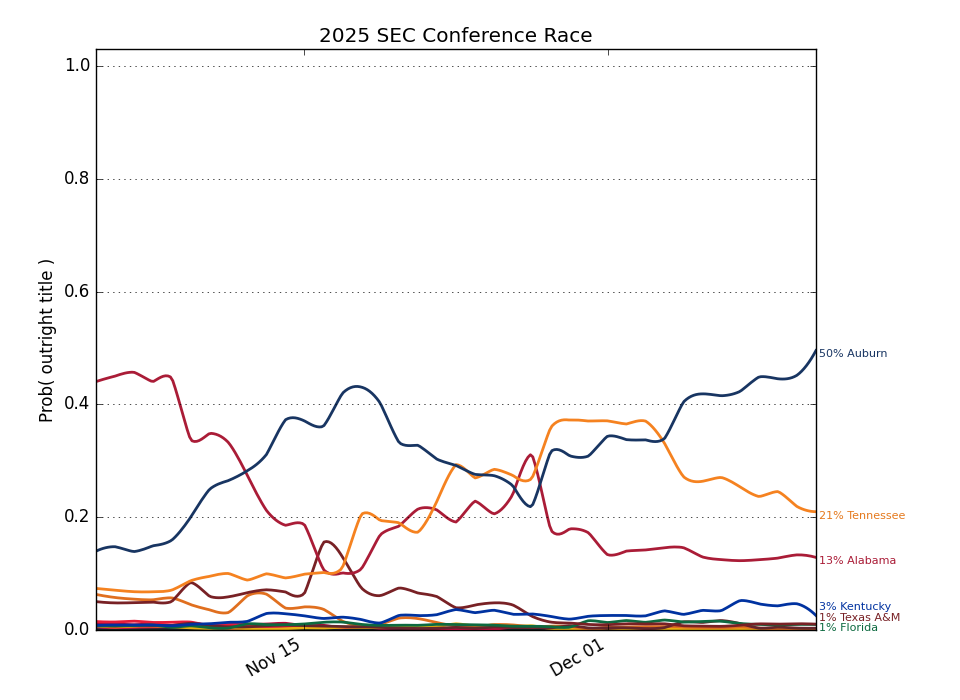 2025 SEC Conference Race
Prob( outright title )
1.0
0.8
0.6
0.4
0.2
0.0
Nov 15
Dec 01
50% Auburn
21% Tennessee
13% Alabama
3% Kentucky
1% Texas A&M
1% Florida